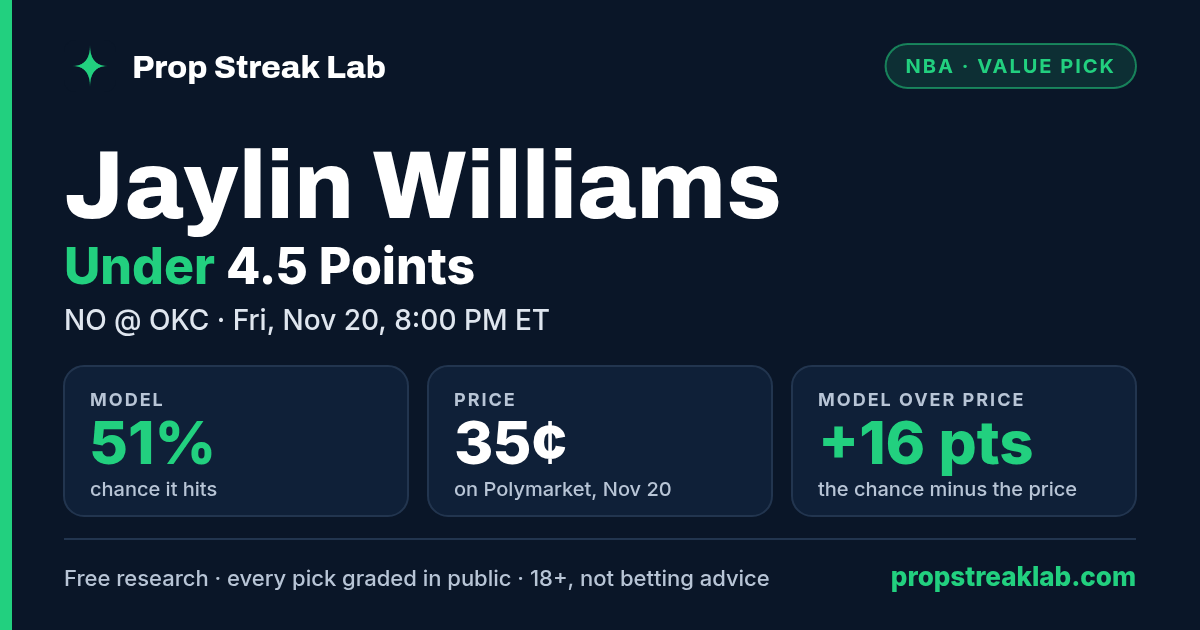 Prop Streak Lab
NBA · VALUE PICK
Jaylin Williams
Under 4.5 Points
NO @ OKC · Fri, Nov 20, 8:00 PM ET
MODEL
51%
chance it hits
PRICE
35¢
on Polymarket, Nov 20
MODEL OVER PRICE
+16 pts
the chance minus the price
Free research · every pick graded in public · 18+, not betting advice
propstreaklab.com